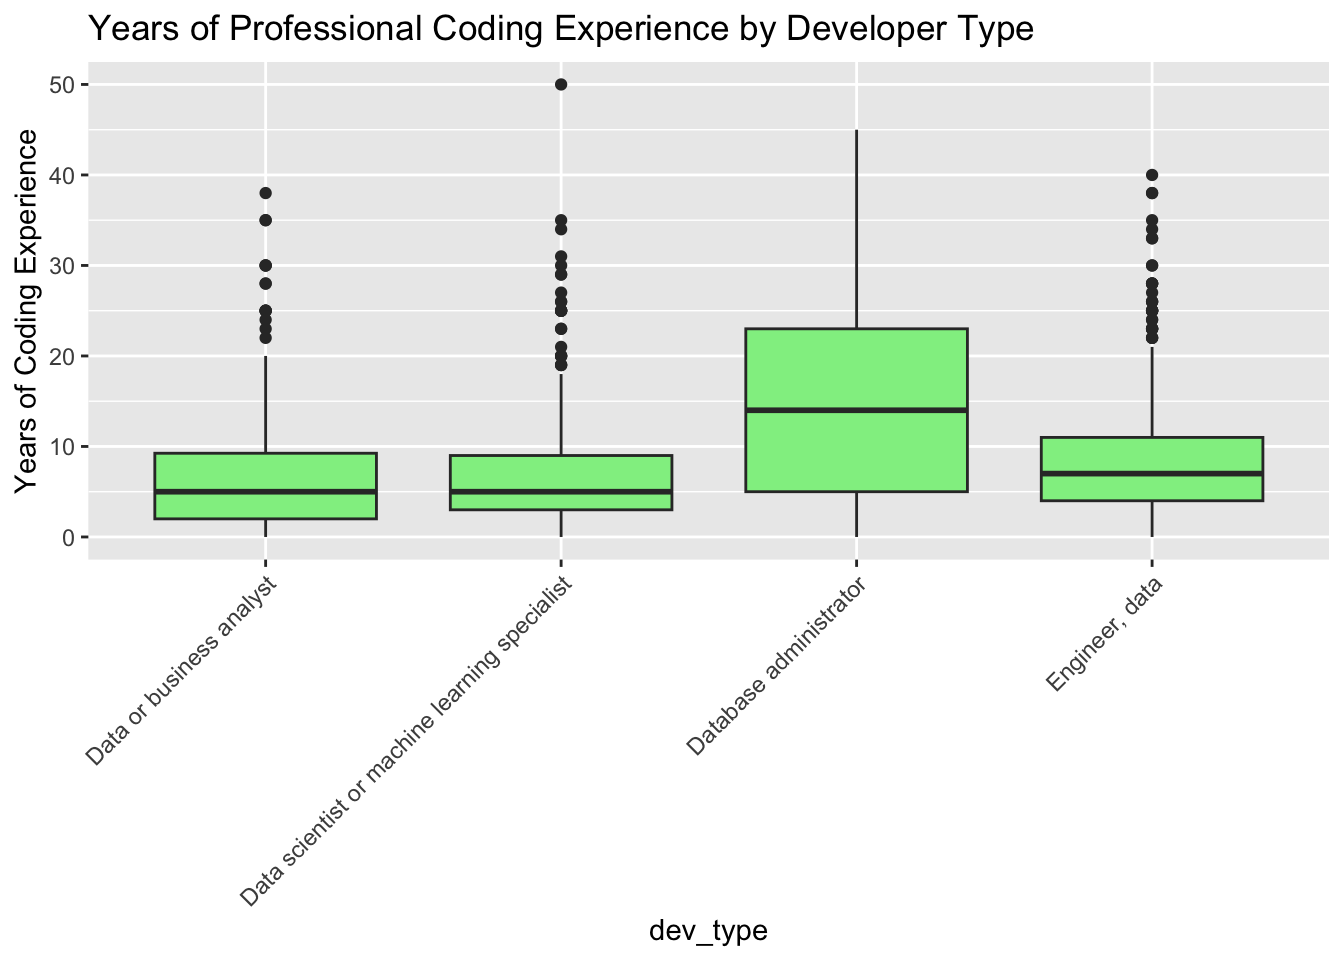 Years of Professional Coding Experience by Developer Type
Years of Coding Experience
50
40
30
20
10
0
Data or business analyst
Data scientist or machine learning specialist
Database administrator
Engineer, data
dev_type